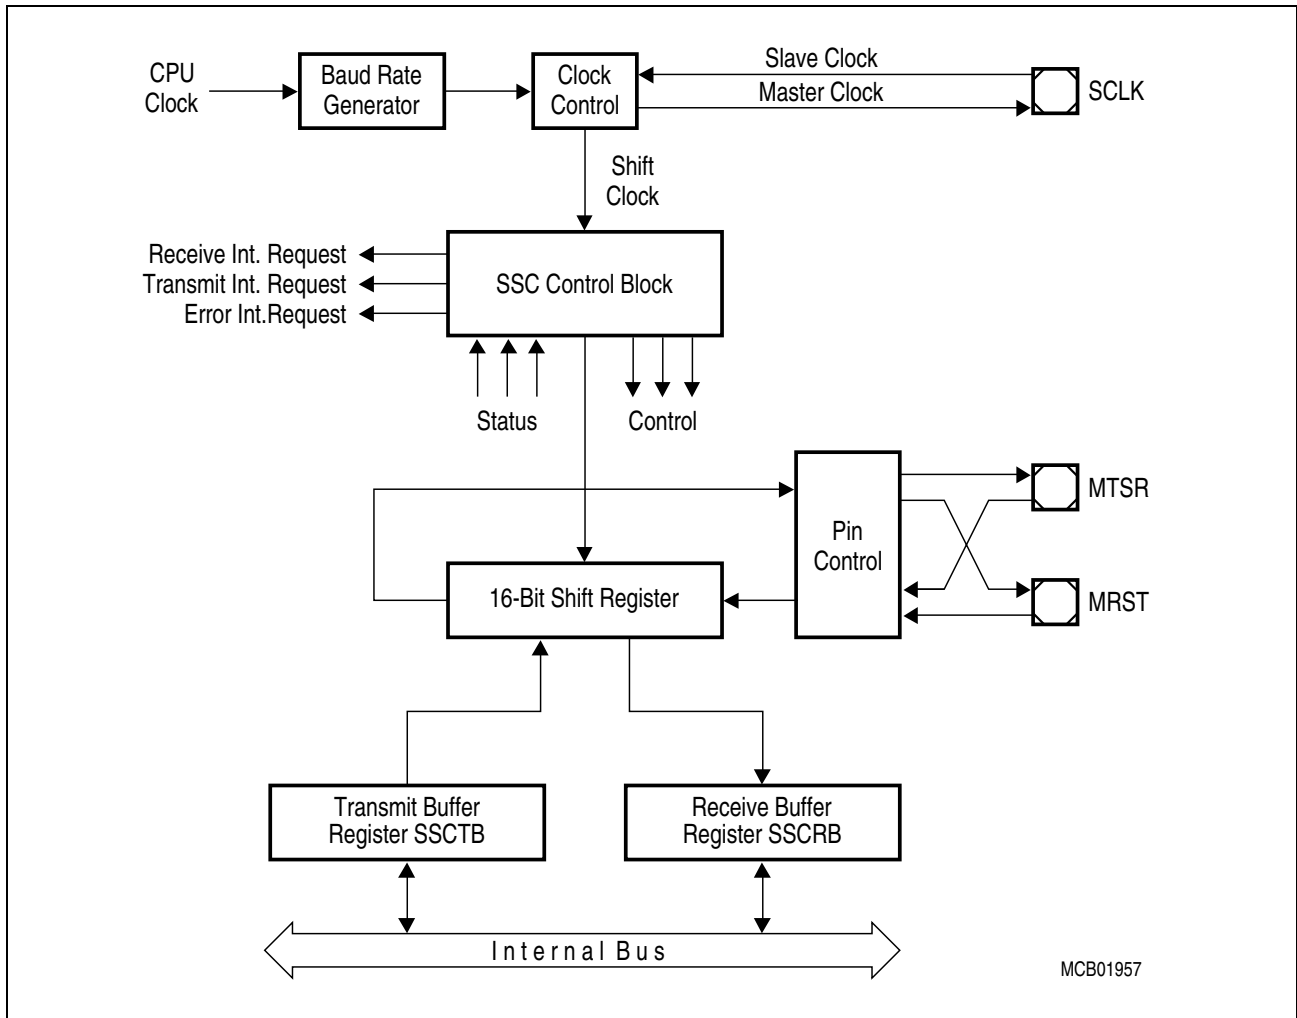 CPU
Clock
Baud Rate
Generator
Clock
Control
Slave Clock
Master Clock
SCLK
Shift
Clock
Receive Int. Request
Transmit Int. Request
Error Int.Request
SSC Control Block
Status
Control
Pin
Control
MTSR
MRST
16-Bit Shift Register
Transmit Buffer
Register SSCTB
Receive Buffer
Register SSCRB
Internal Bus
MCB01957